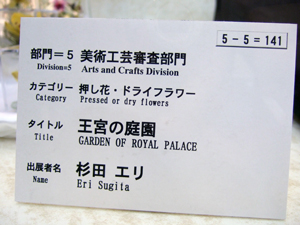 5-5=141
部門=5 美術工芸審査部門
Division=5 Arts and Crafts Division
カテゴリー 押し花・ドライフラワー
Category Pressed or dry flowers
タイトル 王宮の庭園
Title GARDEN OF ROYAL PALACE
出展者名 杉田 エリ
Name Eri Sugita